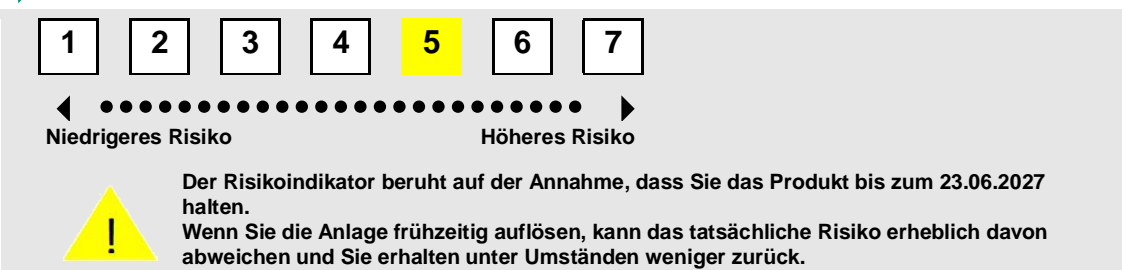 1 2 3 4 5 6 7
Niedrigeres Risiko Höheres Risiko
Der Risikoindikator beruht auf der Annahme, dass Sie das Produkt bis zum 23.06.2027
halten.
!
Wenn Sie die Anlage frühzeitig auflösen, kann das tatsächliche Risiko erheblich davon
abweichen und Sie erhalten unter Umständen weniger zurück.